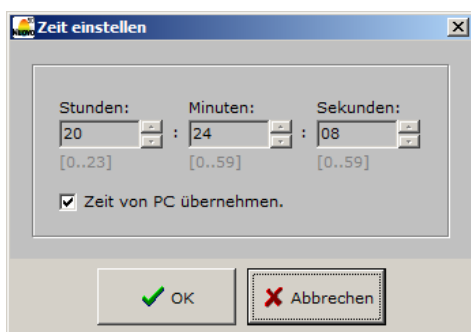 Zeit einstellen
Stunden: Minuten: Sekunden:
20 : 24 : 08
[0..23] [0..59] [0..59]
Zeit von PC übernehmen.
OK Abbrechen